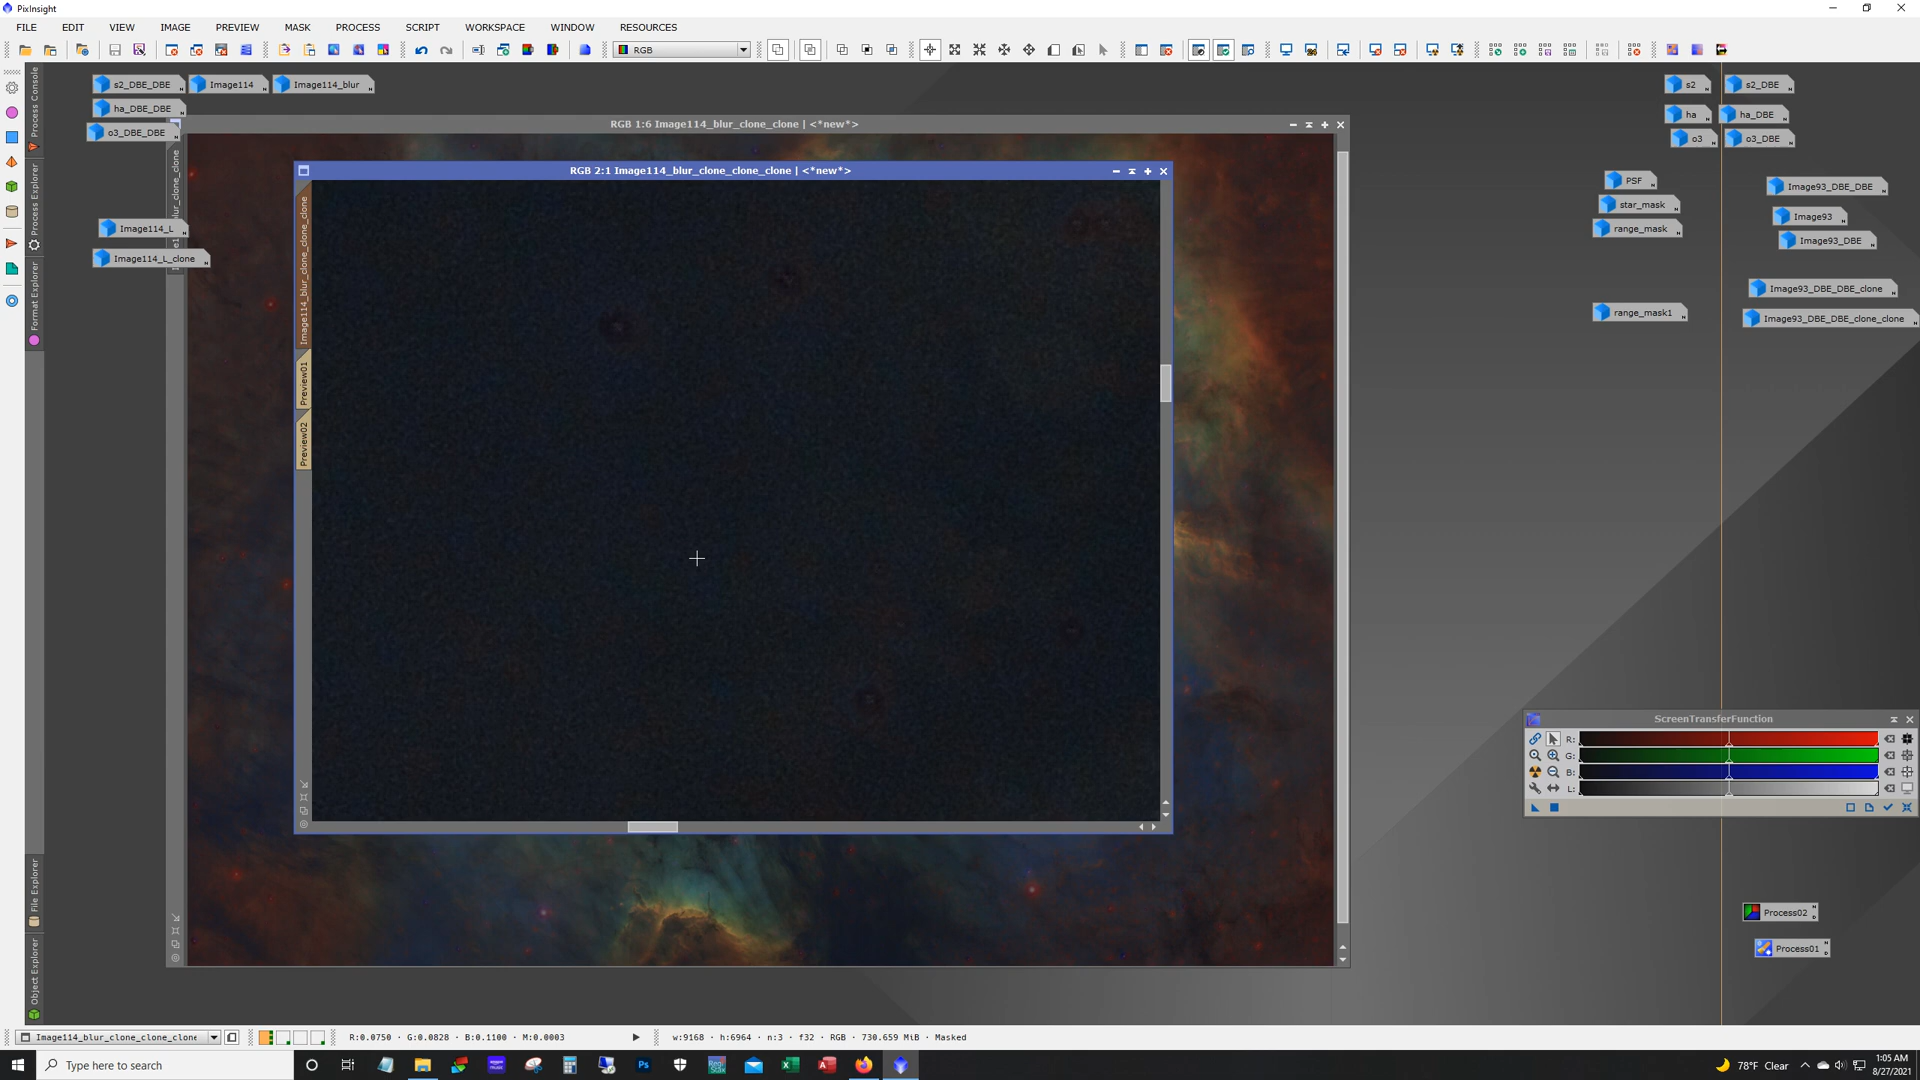 PixInsight
FILE EDIT VIEW IMAGE PREVIEW MASK PROCESS SCRIPT WORKSPACE WINDOW RESOURCES
RGB
Process Console
Process Explorer
Format Explorer
File Explorer
Object Explorer
s2_DBE_DBE
Image114
Image114_blur
ha_DBE_DBE
o3_DBE_DBE
Image114_L
Image114_L_clone
RGB 1:6 Image114_blur_clone_clone | <*new*>
RGB 2:1 Image114_blur_clone_clone_clone | <*new*>
Image114_blur_clone_clone_clone
Preview01
Preview02
s2
s2_DBE
ha
ha_DBE
o3
o3_DBE
PSF
star_mask
range_mask
range_mask1
Image93_DBE_DBE
Image93
Image93_DBE
Image93_DBE_DBE_clone
Image93_DBE_DBE_clone_clone
ScreenTransferFunction
R:
G:
B:
L:
Process02
Process01
Image114_blur_clone_clone_clone
R:0.0750 · G:0.0828 · B:0.1100 · M:0.0003
w:9168 · h:6964 · n:3 · f32 · RGB · 730.659 MiB · Masked
Type here to search
78°F Clear
1:05 AM
8/27/2021